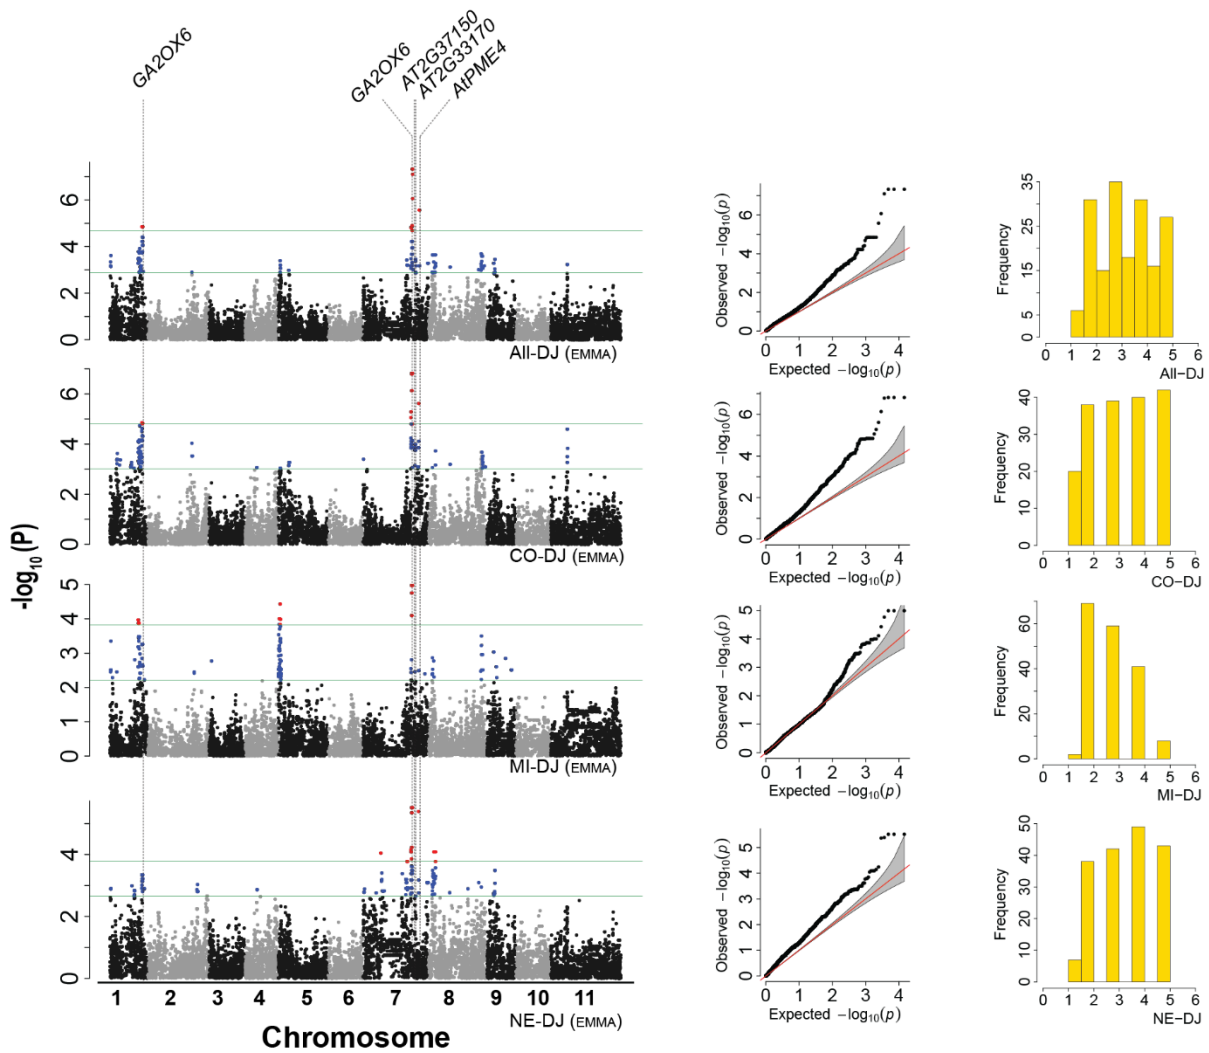 GA2OX6
GA2OX6
AT2G37150
AT2G33170
AtPME4
-log10 (P)
0 2 4 6
All-DJ (EMMA)
0 2 4 6
CO-DJ (EMMA)
0 1 2 3 4 5
MI-DJ (EMMA)
0 2 4
1 2 3 4 5 6 7 8 9 10 11
NE-DJ (EMMA)
Chromosome
Observed −log10(p)
0 2 4 6
0 1 2 3 4
Expected −log10(p)
Observed −log10(p)
0 2 4 6
0 1 2 3 4
Expected −log10(p)
Observed −log10(p)
0 1 2 3 4 5
0 1 2 3 4
Expected −log10(p)
Observed −log10(p)
0 1 2 3 4 5
0 1 2 3 4
Expected −log10(p)
Frequency
0 5 15 25 35
0 1 2 3 4 5 6
All−DJ
Frequency
0 10 20 30 40
0 1 2 3 4 5 6
CO−DJ
Frequency
0 20 40 60
0 1 2 3 4 5 6
MI−DJ
Frequency
0 10 20 30 40 50
0 1 2 3 4 5 6
NE−DJ